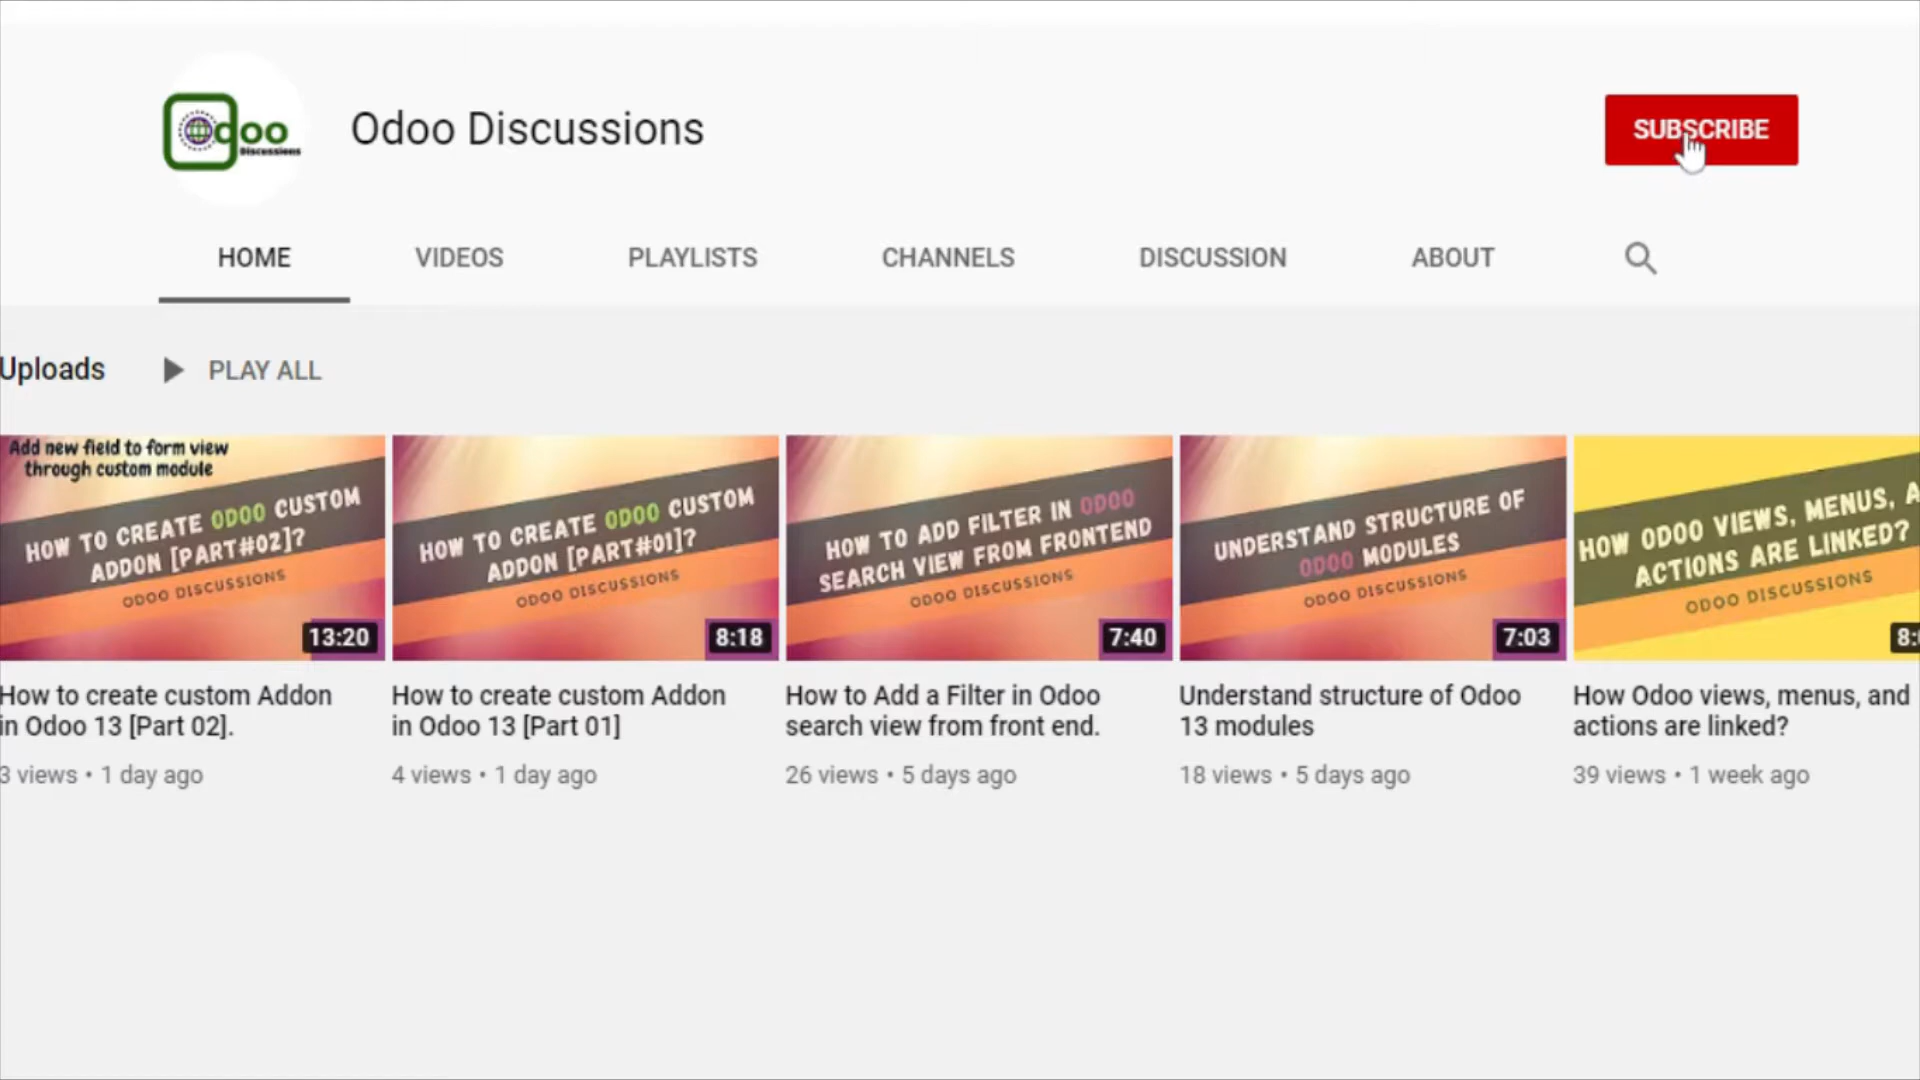 Odoo
Discussions
Odoo Discussions
SUBSCRIBE
HOME
VIDEOS
PLAYLISTS
CHANNELS
DISCUSSION
ABOUT
Uploads
PLAY ALL
Add new field to form view
through custom module
HOW TO CREATE ODOO CUSTOM
ADDON [PART#02]?
ODOO DISCUSSIONS
13:20
How to create custom Addon
in Odoo 13 [Part 02].
3 views • 1 day ago
HOW TO CREATE ODOO CUSTOM
ADDON [PART#01]?
ODOO DISCUSSIONS
8:18
How to create custom Addon
in Odoo 13 [Part 01]
4 views • 1 day ago
HOW TO ADD FILTER IN ODOO
SEARCH VIEW FROM FRONTEND
ODOO DISCUSSIONS
7:40
How to Add a Filter in Odoo
search view from front end.
26 views • 5 days ago
UNDERSTAND STRUCTURE OF
ODOO MODULES
ODOO DISCUSSIONS
7:03
Understand structure of Odoo
13 modules
18 views • 5 days ago
HOW ODOO VIEWS, MENUS,
ACTIONS ARE LINKED?
ODOO DISCUSSIONS
How Odoo views, menus, and
actions are linked?
39 views • 1 week ago